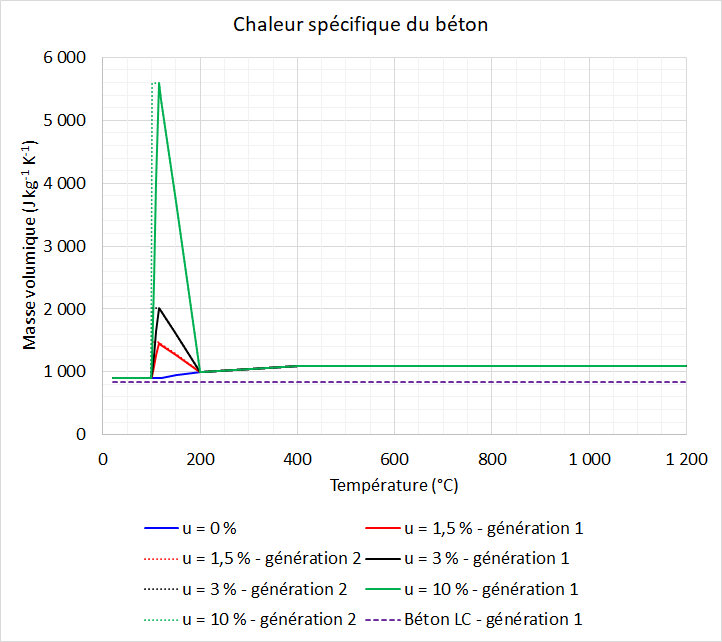 Chaleur spécifique du béton
Masse volumique (J kg⁻¹ K⁻¹)
6 000
5 000
4 000
3 000
2 000
1 000
0
0 200 400 600 800 1 000 1 200
Température (°C)
u = 0 % u = 1,5 % - génération 1
u = 1,5 % - génération 2 u = 3 % - génération 1
u = 3 % - génération 2 u = 10 % - génération 1
u = 10 % - génération 2 Béton LC - génération 1